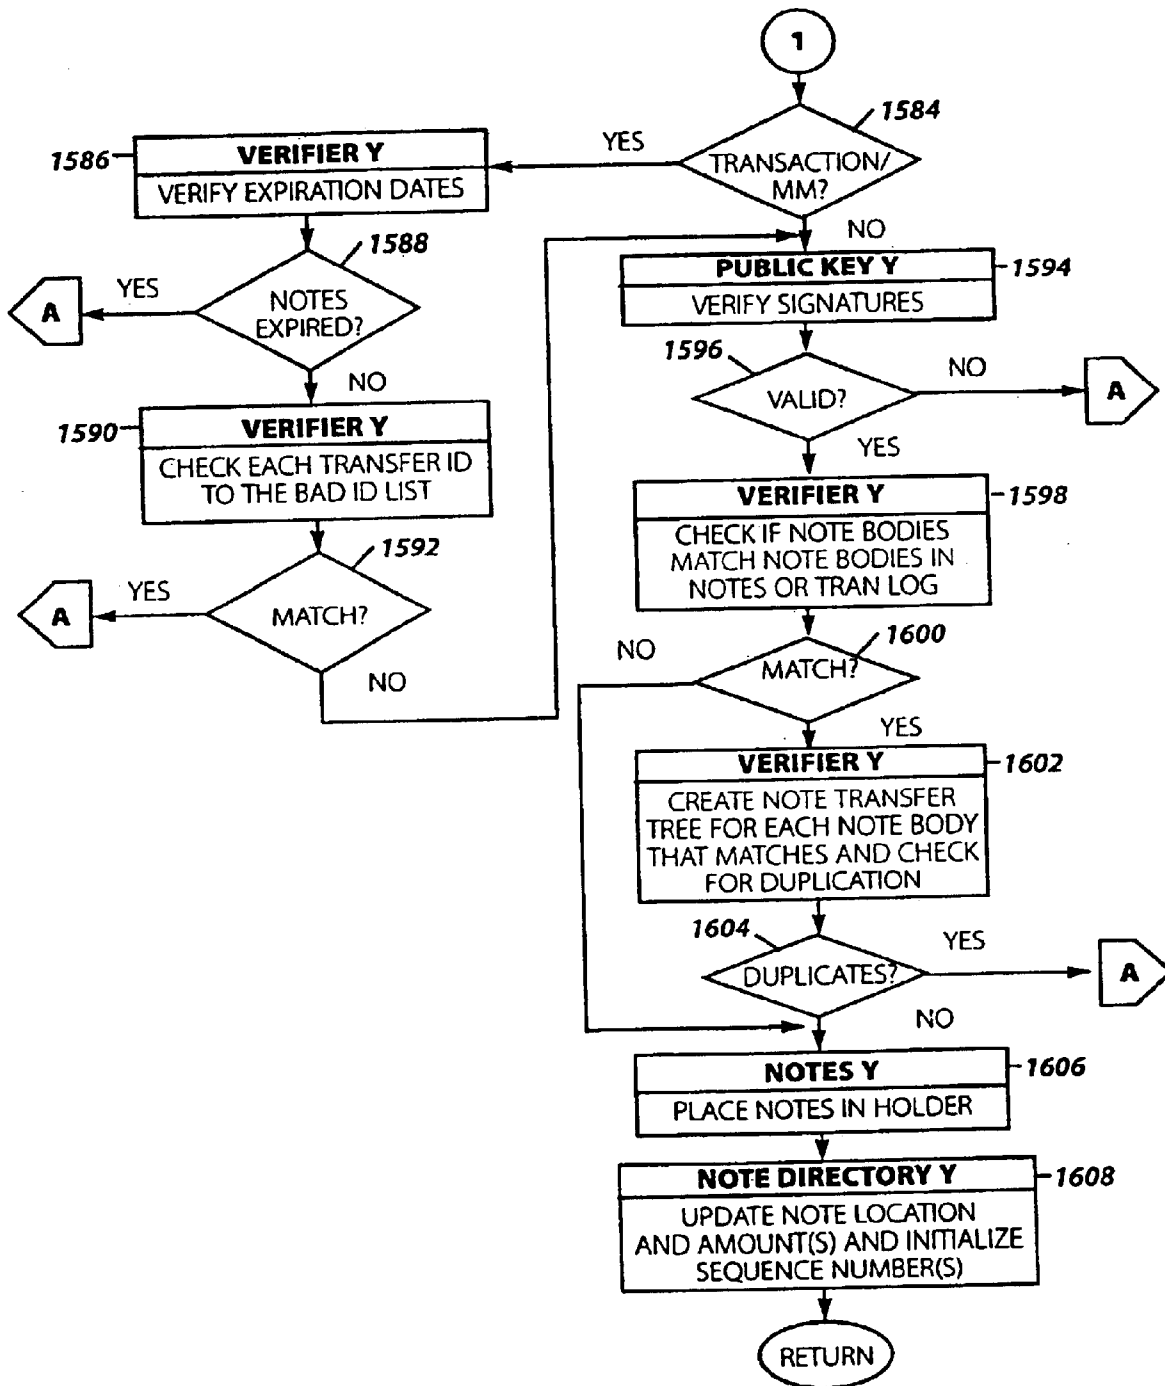 1
1584
TRANSACTION/
MM?
YES
NO
1586
VERIFIER Y
VERIFY EXPIRATION DATES
1588
NOTES
EXPIRED?
YES
A
NO
1590
VERIFIER Y
CHECK EACH TRANSFER ID
TO THE BAD ID LIST
1592
MATCH?
YES
A
NO
PUBLIC KEY Y
1594
VERIFY SIGNATURES
1596
VALID?
NO
A
YES
VERIFIER Y
1598
CHECK IF NOTE BODIES
MATCH NOTE BODIES IN
NOTES OR TRAN LOG
1600
MATCH?
NO
YES
VERIFIER Y
1602
CREATE NOTE TRANSFER
TREE FOR EACH NOTE BODY
THAT MATCHES AND CHECK
FOR DUPLICATION
1604
DUPLICATES?
YES
A
NO
NOTES Y
1606
PLACE NOTES IN HOLDER
NOTE DIRECTORY Y
1608
UPDATE NOTE LOCATION
AND AMOUNT(S) AND INITIALIZE
SEQUENCE NUMBER(S)
RETURN